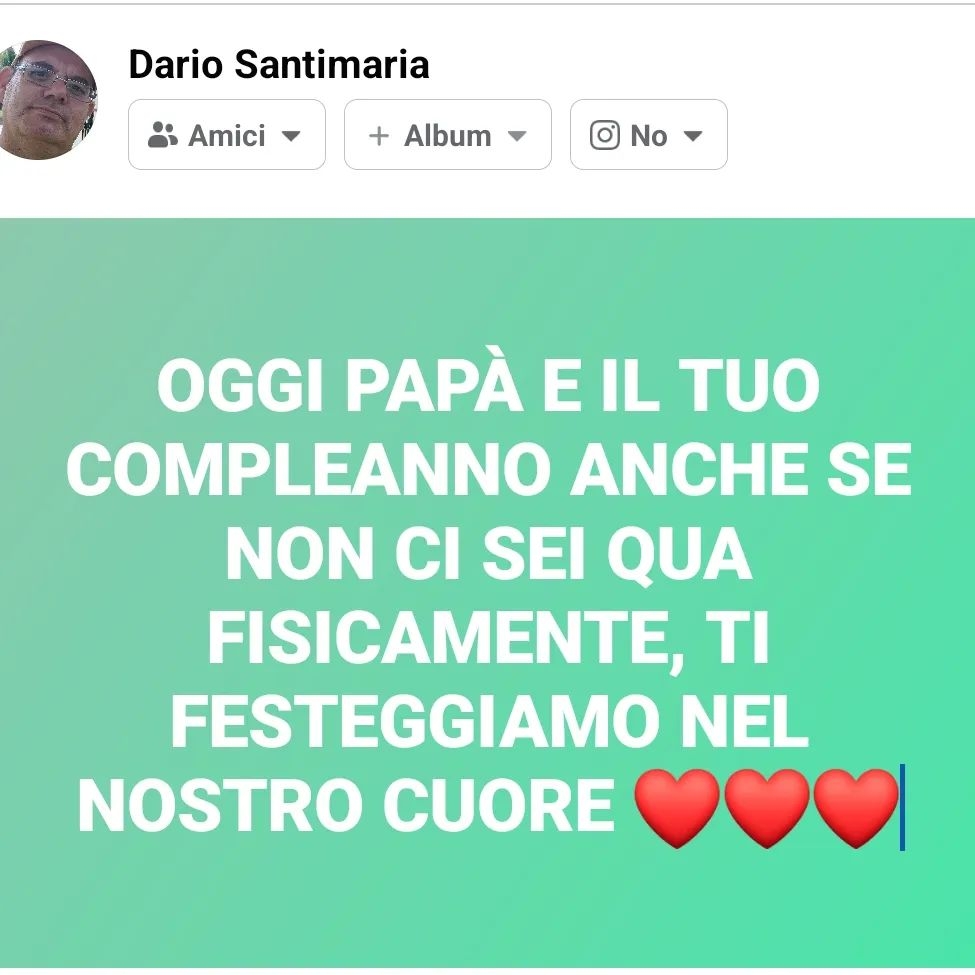 Dario Santimaria
Amici
+ Album
No
OGGI PAPÀ E IL TUO
COMPLEANNO ANCHE SE
NON CI SEI QUA
FISICAMENTE, TI
FESTEGGIAMO NEL
NOSTRO CUORE ❤️❤️❤️